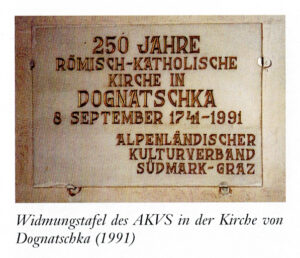 250 JAHRE
RÖMISCH-KATHOLISCHE
KIRCHE IN
DOGNATSCHKA
8 SEPTEMBER 1741-1991
ALPENLÄNDISCHER
KULTURVERBAND
SÜDMARK-GRAZ
Widmungstafel des AKVS in der Kirche von
Dognatschka (1991)